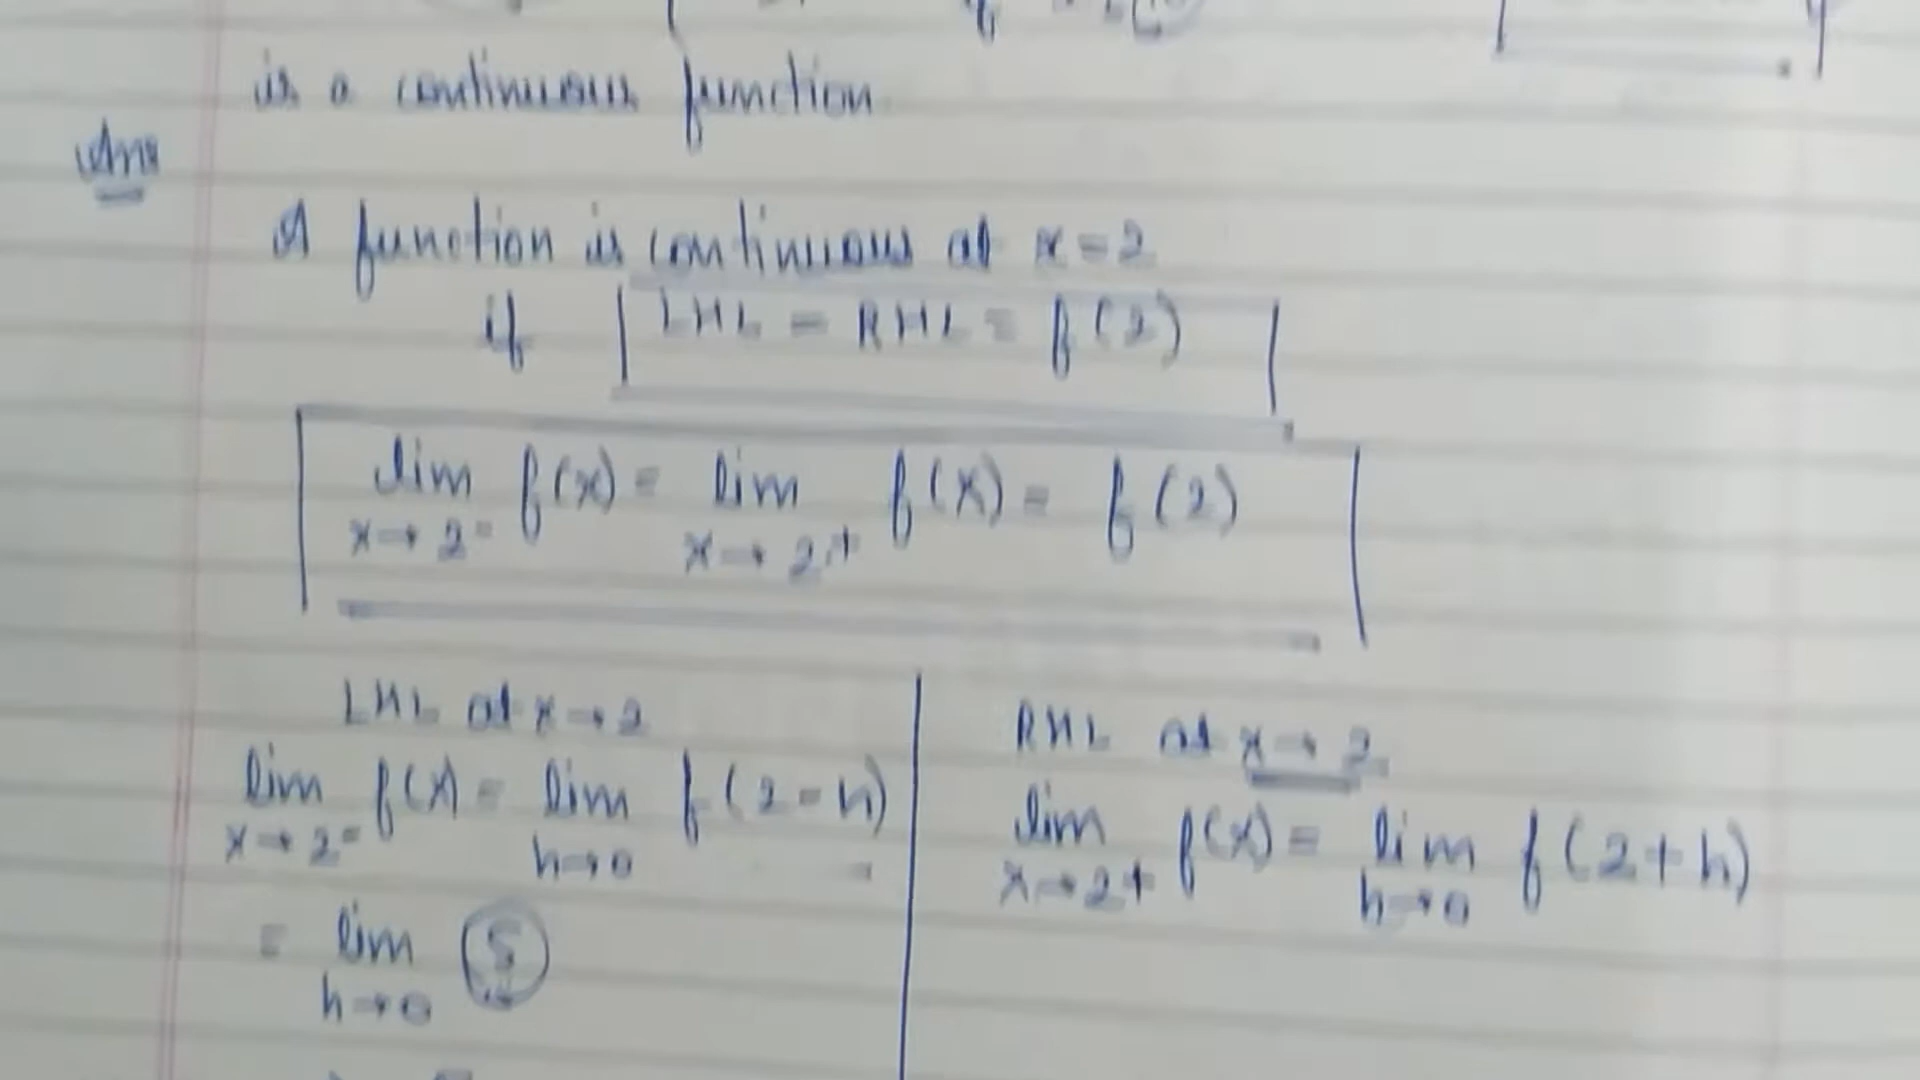 is a continuous function
Ans
A function is continuous at x = 2
if LHL = RHL = f(2)
lim x→2- f(x) = lim x→2+ f(x) = f(2)
LHL at x→2
lim x→2- f(x) = lim h→0 f(2-h)
= lim h→0 5
RHL at x→2
lim x→2+ f(x) = lim h→0 f(2+h)